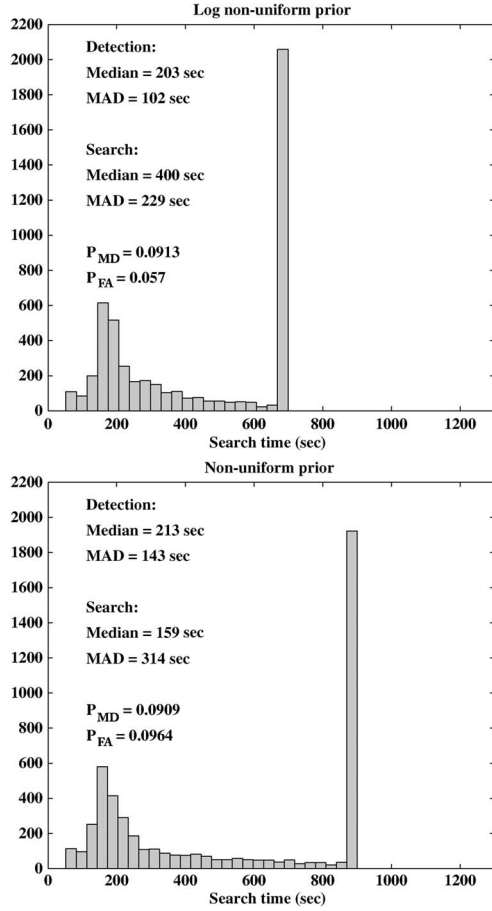 Log non-uniform prior
2200
2000
1800
1600
1400
1200
1000
800
600
400
200
0
Detection:
Median = 203 sec
MAD = 102 sec
Search:
Median = 400 sec
MAD = 229 sec
P_MD = 0.0913
P_FA = 0.057
0 200 400 600 800 1000 1200
Search time (sec)
Non-uniform prior
2200
2000
1800
1600
1400
1200
1000
800
600
400
200
0
Detection:
Median = 213 sec
MAD = 143 sec
Search:
Median = 159 sec
MAD = 314 sec
P_MD = 0.0909
P_FA = 0.0964
0 200 400 600 800 1000 1200
Search time (sec)